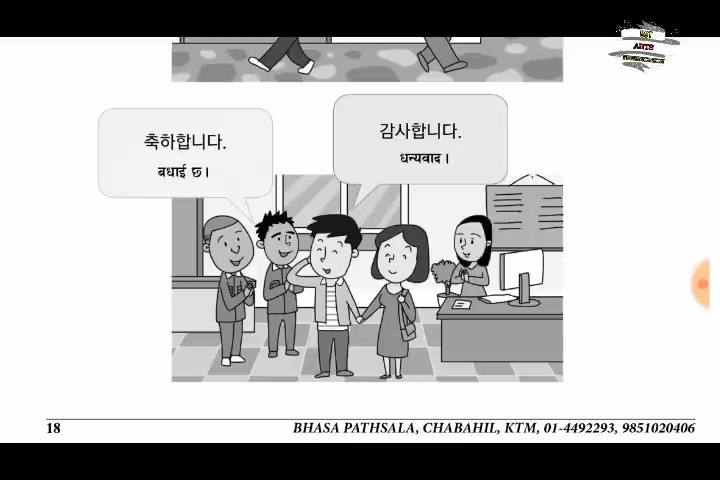 축하합니다.
बधाई छ।
감사합니다.
धन्यवाद।
ARTS
18
BHASA PATHSALA, CHABAHIL, KTM, 01-4492293, 9851020406